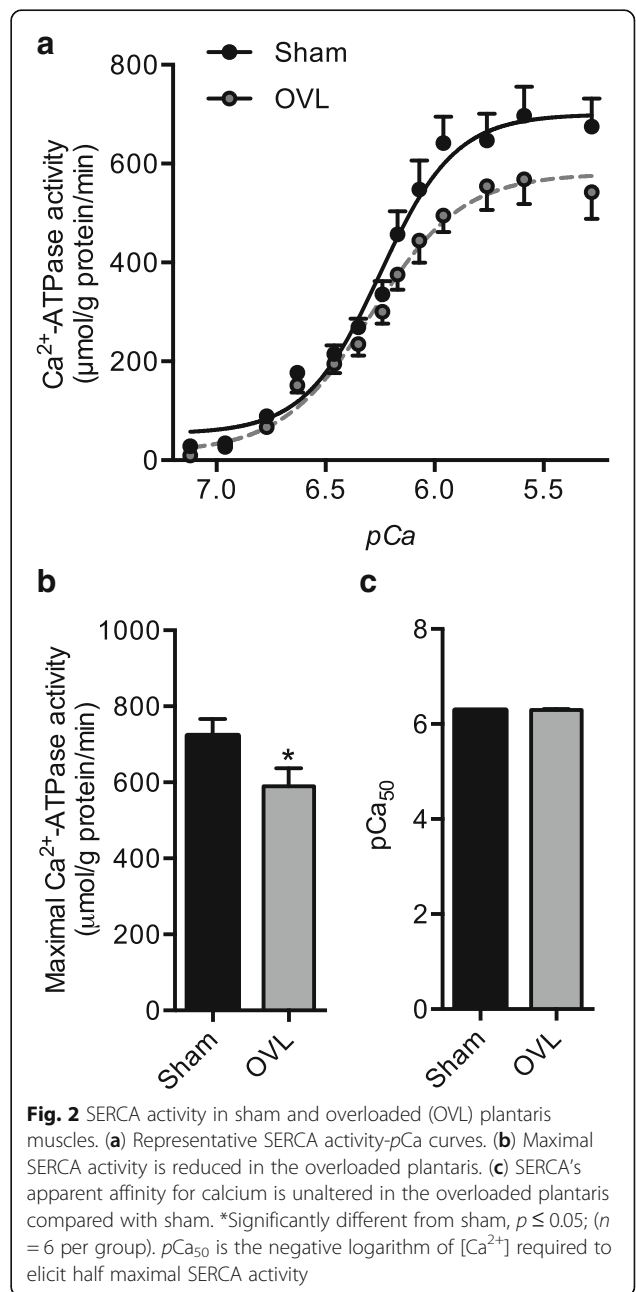 a
Sham
OVL
800
600
400
200
0
Ca²⁺-ATPase activity
(µmol/g protein/min)
7.0 6.5 6.0 5.5
pCa
b
1000
800
600
400
200
0
Maximal Ca²⁺-ATPase activity
(µmol/g protein/min)
*
Sham OVL
c
8
6
4
2
0
pCa₅₀
Sham OVL
Fig. 2 SERCA activity in sham and overloaded (OVL) plantaris
muscles. (a) Representative SERCA activity-pCa curves. (b) Maximal
SERCA activity is reduced in the overloaded plantaris. (c) SERCA's
apparent affinity for calcium is unaltered in the overloaded plantaris
compared with sham. *Significantly different from sham, p ≤ 0.05; (n
= 6 per group). pCa₅₀ is the negative logarithm of [Ca²⁺] required to
elicit half maximal SERCA activity